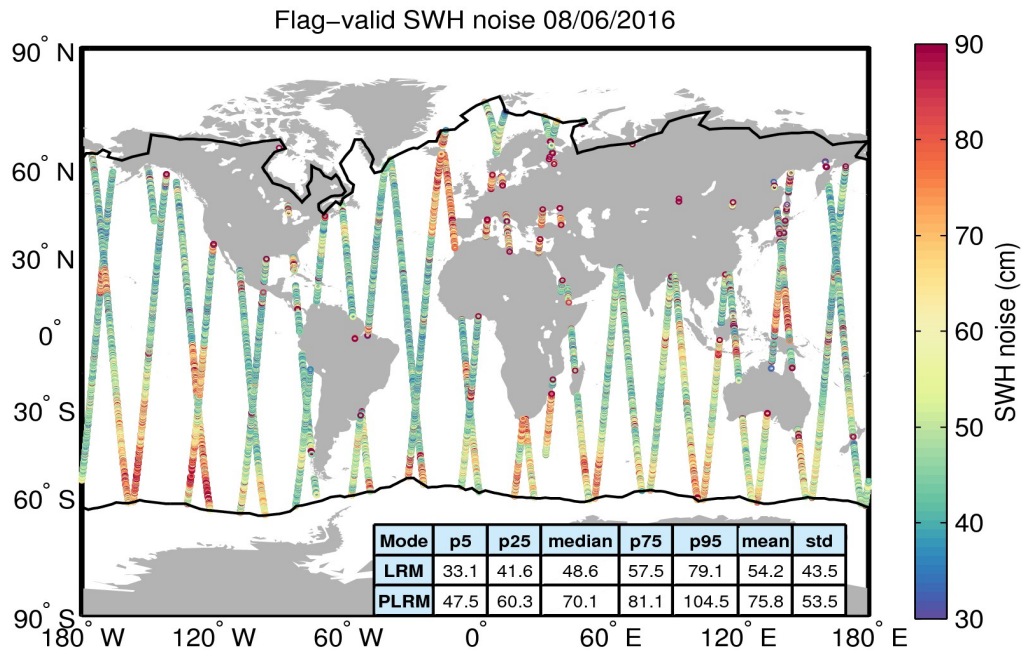 Flag−valid SWH noise 08/06/2016
90° N
60° N
30° N
0°
30° S
60° S
90° S
180° W
120° W
60° W
0°
60° E
120° E
180° E
Mode p5 p25 median p75 p95 mean std
LRM 33.1 41.6 48.6 57.5 79.1 54.2 43.5
PLRM 47.5 60.3 70.1 81.1 104.5 75.8 53.5
90
80
70
60
50
40
30
SWH noise (cm)